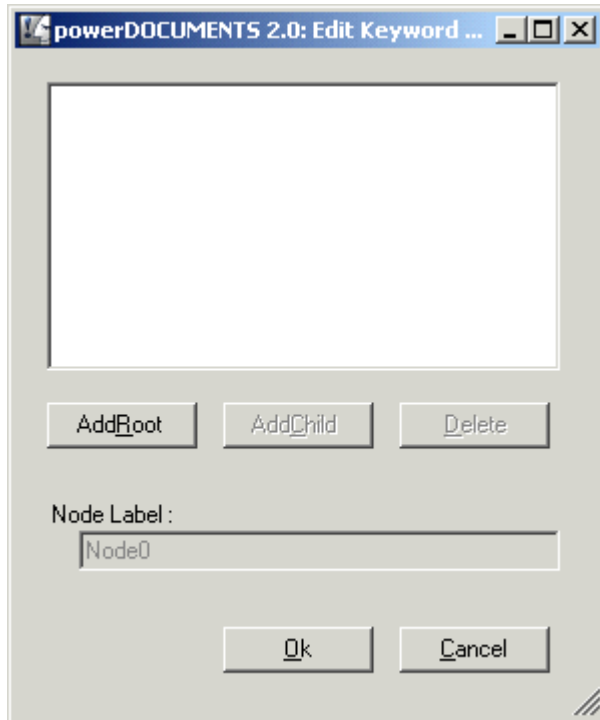 powerDOCUMENTS 2.0: Edit Keyword ...
AddRoot AddChild Delete
Node Label :
Node0
Ok Cancel